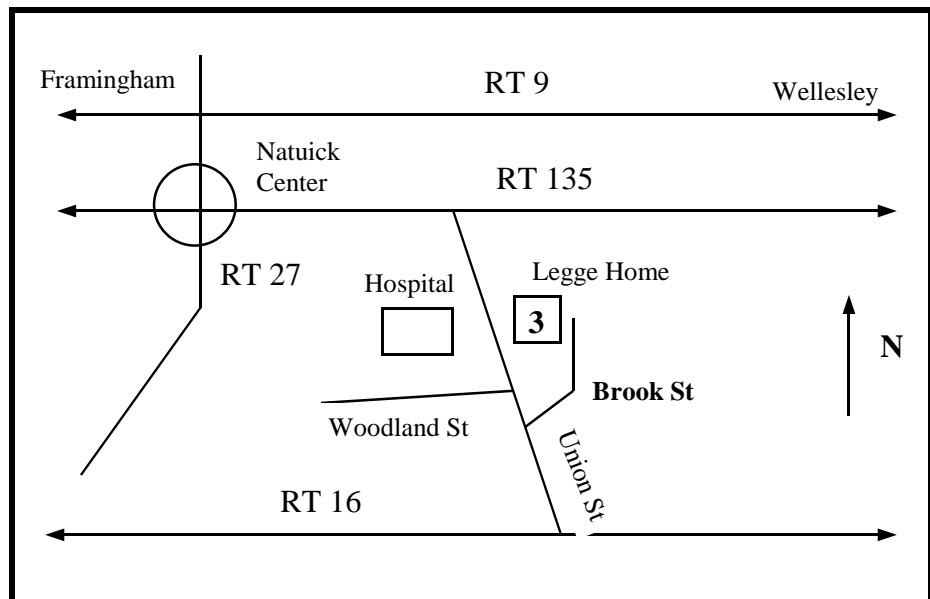 Framingham
RT 9
Wellesley
Natuick
Center
RT 135
RT 27
Hospital
Legge Home
3
N
Brook St
Woodland St
Union St
RT 16